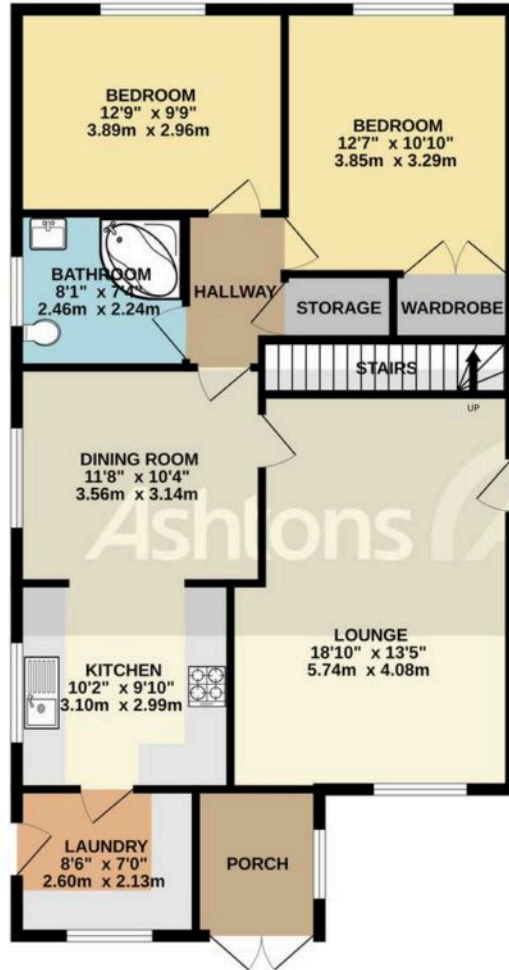 BEDROOM
12'9" x 9'9"
3.89m x 2.96m
BEDROOM
12'7" x 10'10"
3.85m x 3.29m
BATHROOM
8'1" x 7'4"
2.46m x 2.24m
HALLWAY
STORAGE
WARDROBE
STAIRS
UP
DINING ROOM
11'8" x 10'4"
3.56m x 3.14m
Ashtons
LOUNGE
18'10" x 13'5"
5.74m x 4.08m
KITCHEN
10'2" x 9'10"
3.10m x 2.99m
LAUNDRY
8'6" x 7'0"
2.60m x 2.13m
PORCH